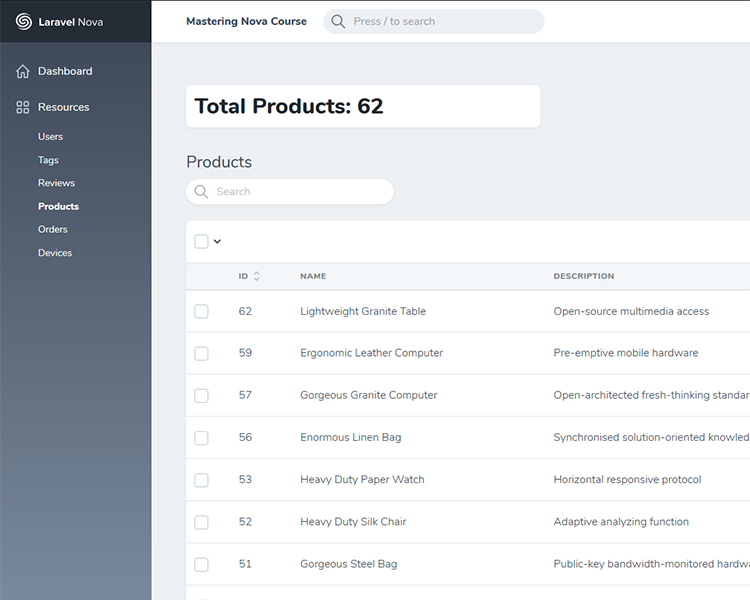 Laravel Nova
Mastering Nova Course
Press / to search
Dashboard
Resources
Users
Tags
Reviews
Products
Orders
Devices
Total Products: 62
Products
Search
ID NAME DESCRIPTION
62 Lightweight Granite Table Open-source multimedia access
59 Ergonomic Leather Computer Pre-emptive mobile hardware
57 Gorgeous Granite Computer Open-architected fresh-thinking standar
56 Enormous Linen Bag Synchronised solution-oriented knowled
53 Heavy Duty Paper Watch Horizontal responsive protocol
52 Heavy Duty Silk Chair Adaptive analyzing function
51 Gorgeous Steel Bag Public-key bandwidth-monitored hardwa